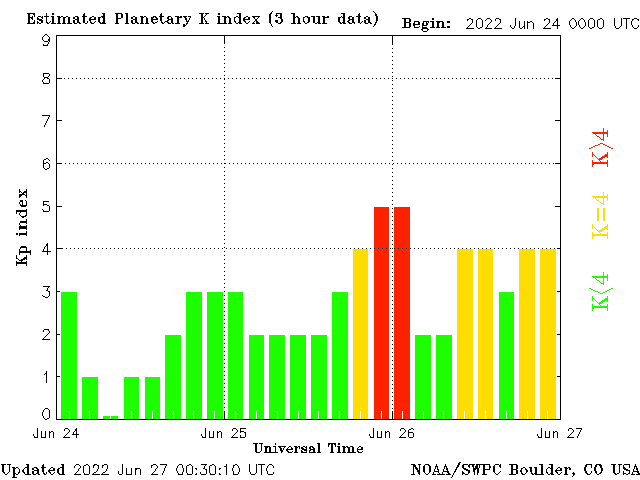 Estimated Planetary K index (3 hour data) Begin: 2022 Jun 24 0000 UTC
9
8
7
6
5
4
3
2
1
0
Kp index
K>4
K=4
K<4
Jun 24 Jun 25 Jun 26 Jun 27
Universal Time
Updated 2022 Jun 27 00:30:10 UTC NOAA/SWPC Boulder, CO USA